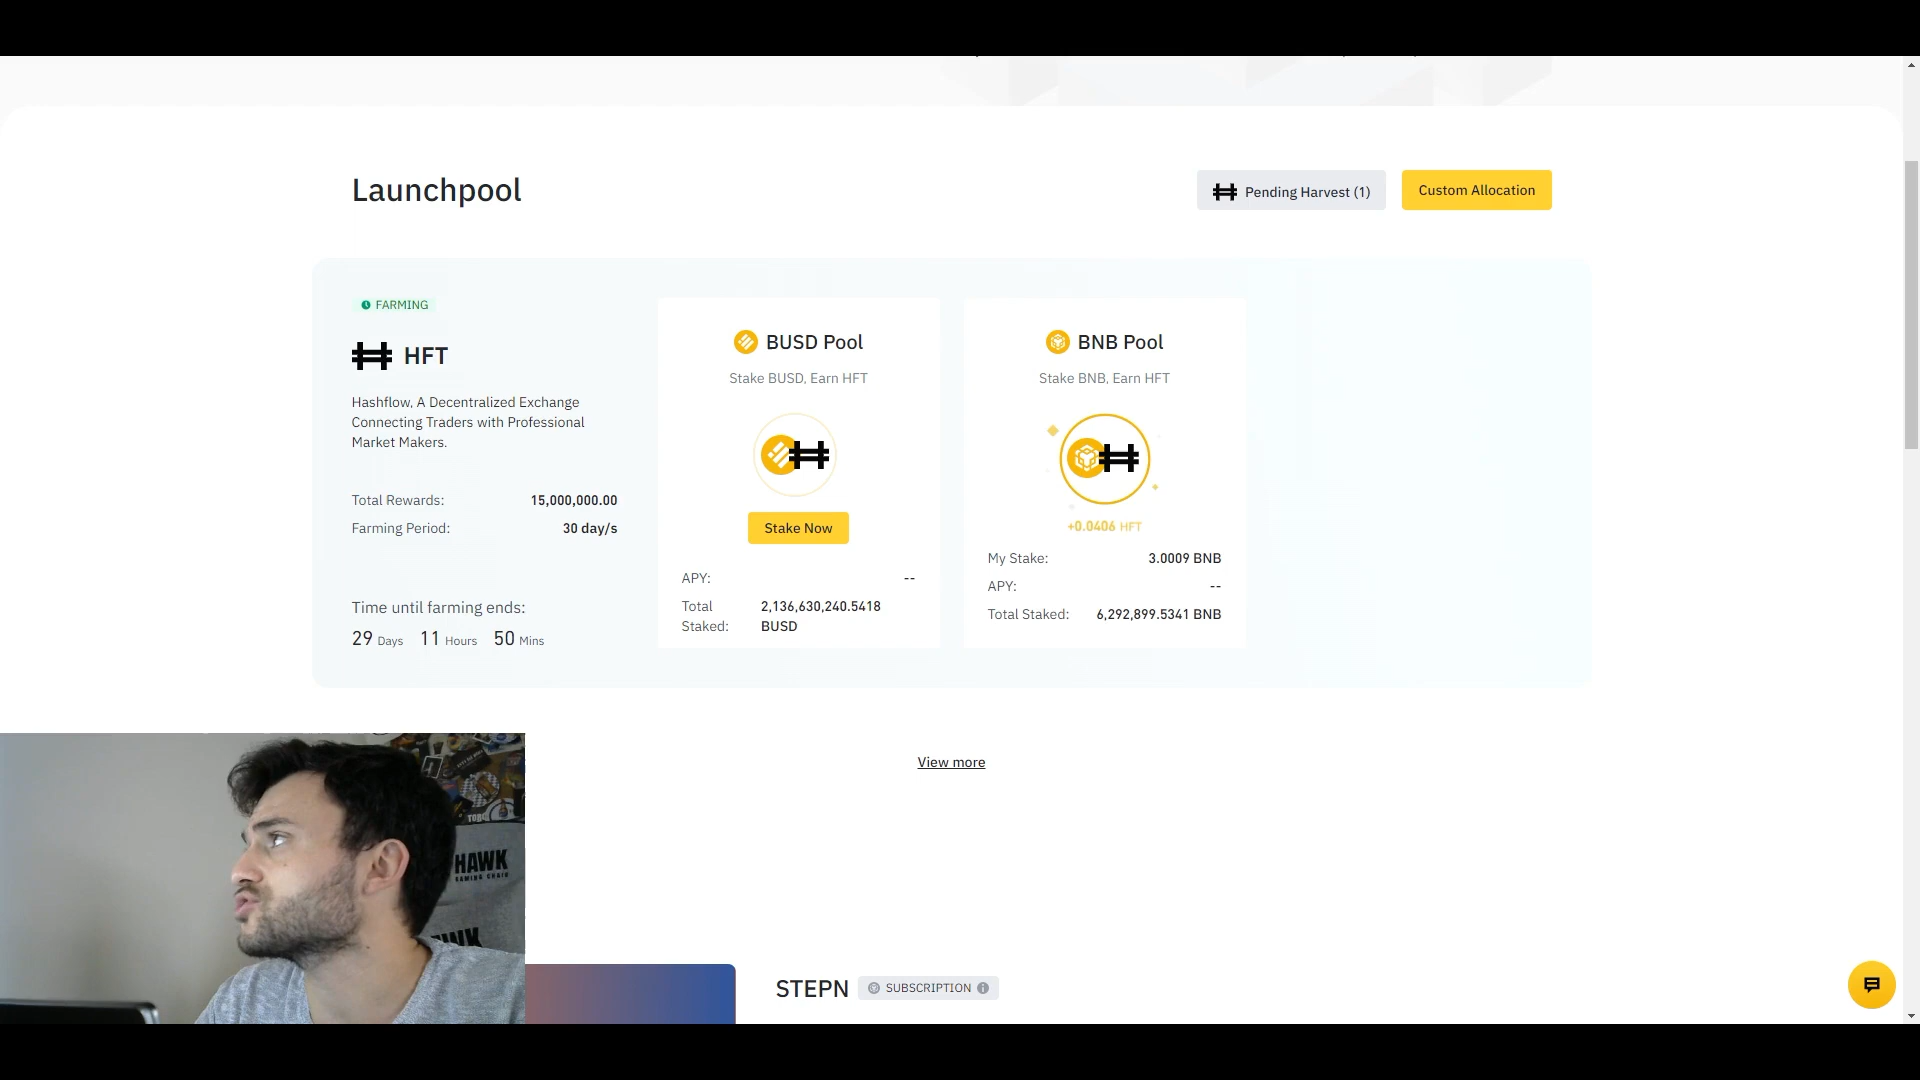 Launchpool
Pending Harvest (1)
Custom Allocation
FARMING
HFT
Hashflow, A Decentralized Exchange
Connecting Traders with Professional
Market Makers.
Total Rewards: 15,000,000.00
Farming Period: 30 day/s
Time until farming ends:
29 Days 11 Hours 50 Mins
BUSD Pool
Stake BUSD, Earn HFT
Stake Now
APY: --
Total 2,136,630,240.5418
Staked: BUSD
BNB Pool
Stake BNB, Earn HFT
+0.0406 HFT
My Stake: 3.0009 BNB
APY: --
Total Staked: 6,292,899.5341 BNB
View more
HAWK
GAMING CHAIR
STEPN
SUBSCRIPTION